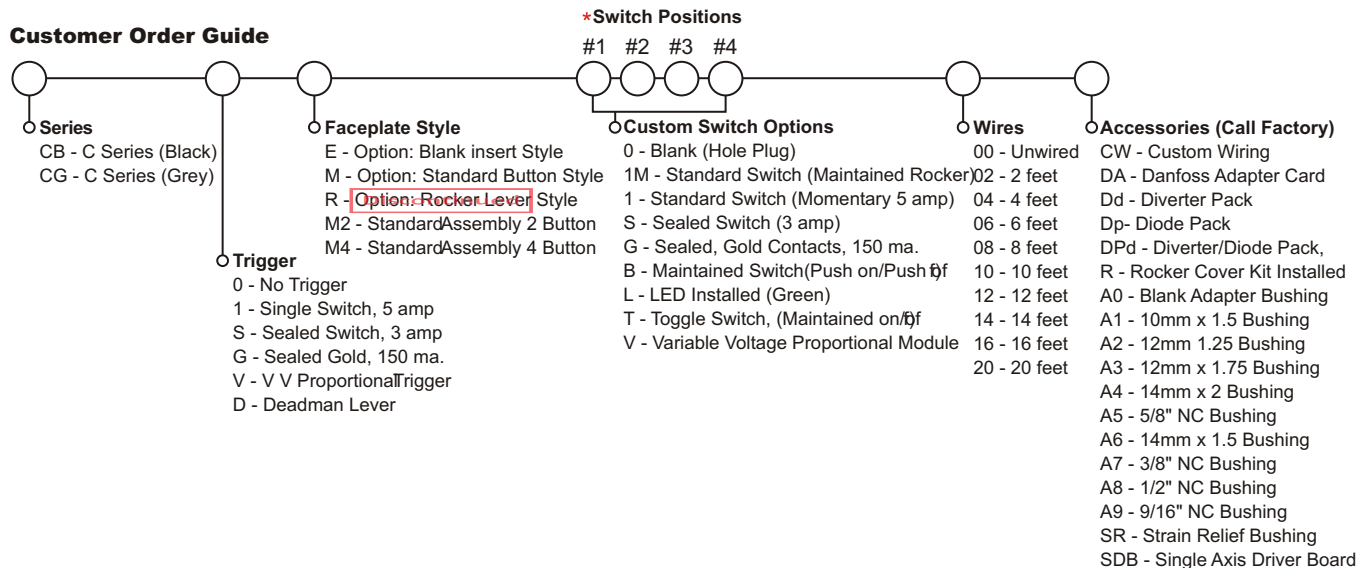 *Switch Positions
Customer Order Guide
#1 #2 #3 #4
Series
CB - C Series (Black)
CG - C Series (Grey)
Trigger
0 - No Trigger
1 - Single Switch, 5 amp
S - Sealed Switch, 3 amp
G - Sealed Gold, 150 ma.
V - V V Proportional Trigger
D - Deadman Lever
Faceplate Style
E - Option: Blank insert Style
M - Option: Standard Button Style
R - Option: Rocker Lever Style
M2 - Standard Assembly 2 Button
M4 - Standard Assembly 4 Button
Custom Switch Options
0 - Blank (Hole Plug)
1M - Standard Switch (Maintained Rocker)
1 - Standard Switch (Momentary 5 amp)
S - Sealed Switch (3 amp)
G - Sealed, Gold Contacts, 150 ma.
B - Maintained Switch(Push on/Push
L - LED Installed (Green)
T - Toggle Switch, (Maintained on/
V - Variable Voltage Proportional Module
Wires
00 - Unwired
02 - 2 feet
04 - 4 feet
06 - 6 feet
08 - 8 feet
10 - 10 feet
12 - 12 feet
14 - 14 feet
16 - 16 feet
20 - 20 feet
Accessories (Call Factory)
CW - Custom Wiring
DA - Danfoss Adapter Card
Dd - Diverter Pack
Dp- Diode Pack
DPd - Diverter/Diode Pack,
R - Rocker Cover Kit Installed
A0 - Blank Adapter Bushing
A1 - 10mm x 1.5 Bushing
A2 - 12mm 1.25 Bushing
A3 - 12mm x 1.75 Bushing
A4 - 14mm x 2 Bushing
A5 - 5/8" NC Bushing
A6 - 14mm x 1.5 Bushing
A7 - 3/8" NC Bushing
A8 - 1/2" NC Bushing
A9 - 9/16" NC Bushing
SR - Strain Relief Bushing
SDB - Single Axis Driver Board